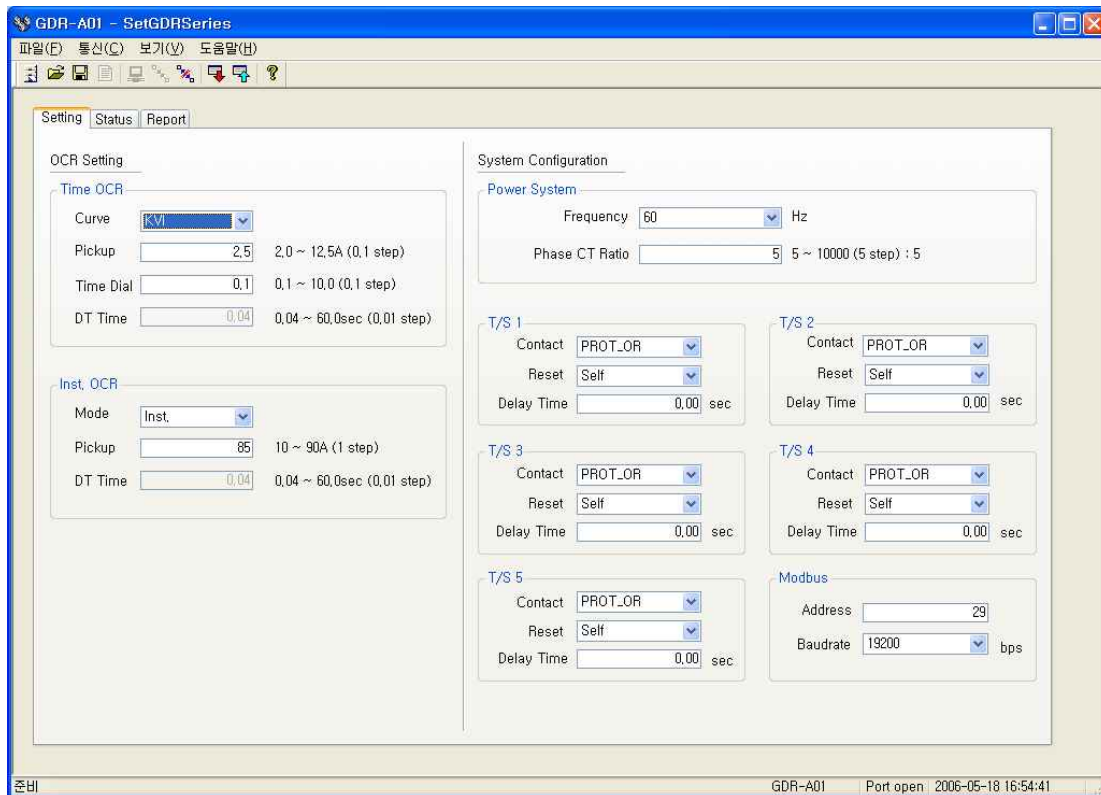 GDR-A01 - SetGDRSeries
파일(F) 통신(C) 보기(V) 도움말(H)
Setting Status Report
OCR Setting
Time OCR
Curve KVI
Pickup 2,5 2,0 ~ 12,5A (0,1 step)
Time Dial 0,1 0,1 ~ 10,0 (0,1 step)
DT Time 0,04 0,04 ~ 60,0sec (0,01 step)
Inst, OCR
Mode Inst,
Pickup 85 10 ~ 90A (1 step)
DT Time 0,04 0,04 ~ 60,0sec (0,01 step)
System Configuration
Power System
Frequency 60 Hz
Phase CT Ratio 5 5 ~ 10000 (5 step) : 5
T/S 1
Contact PROT_OR
Reset Self
Delay Time 0,00 sec
T/S 2
Contact PROT_OR
Reset Self
Delay Time 0,00 sec
T/S 3
Contact PROT_OR
Reset Self
Delay Time 0,00 sec
T/S 4
Contact PROT_OR
Reset Self
Delay Time 0,00 sec
T/S 5
Contact PROT_OR
Reset Self
Delay Time 0,00 sec
Modbus
Address 29
Baudrate 19200 bps
준비 GDR-A01 Port open 2006-05-18 16:54:41